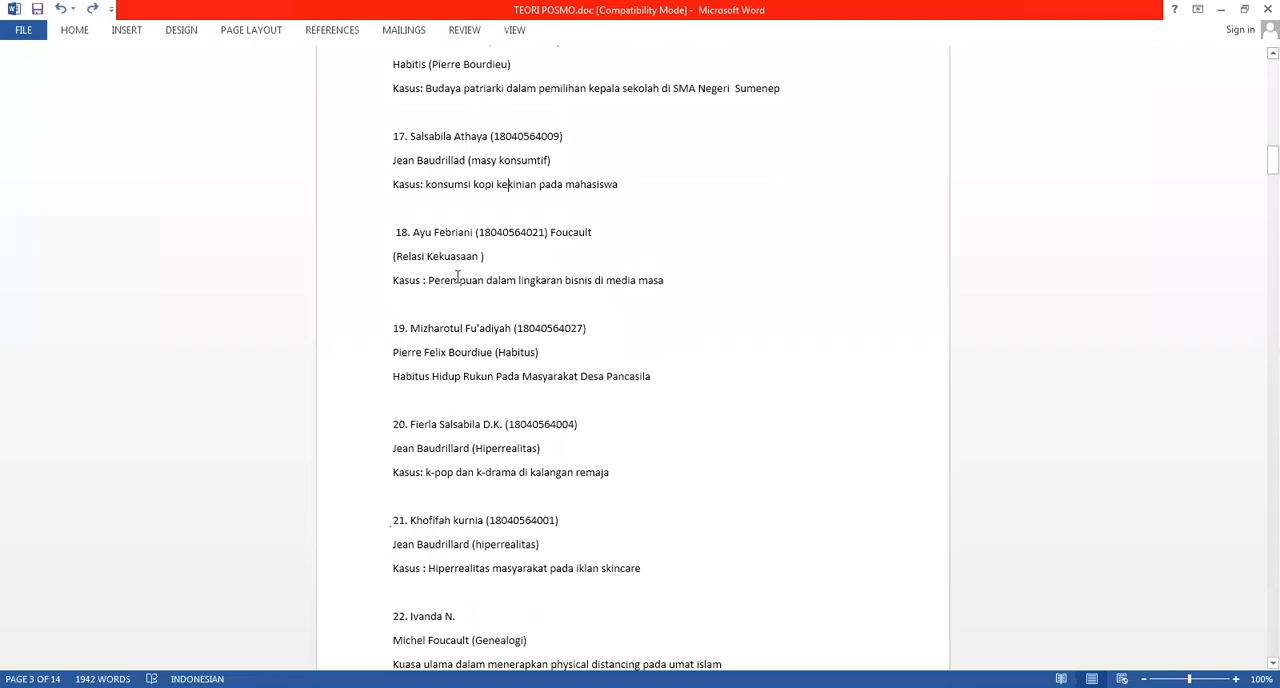 TEORI POSMO.doc [Compatibility Mode] - Microsoft Word
FILE HOME INSERT DESIGN PAGE LAYOUT REFERENCES MAILINGS REVIEW VIEW Sign in
Habitis (Pierre Bourdieu)
Kasus: Budaya patriarki dalam pemilihan kepala sekolah di SMA Negeri Sumenep
17. Salsabila Athaya (18040564009)
Jean Baudrillad (masy konsumtif)
Kasus: konsumsi kopi kekinian pada mahasiswa
18. Ayu Febriani (18040564021) Foucault
(Relasi Kekuasaan )
Kasus : Perempuan dalam lingkaran bisnis di media masa
19. Mizharotul Fu'adiyah (18040564027)
Pierre Felix Bourdiue (Habitus)
Habitus Hidup Rukun Pada Masyarakat Desa Pancasila
20. Fierla Salsabila D.K. (18040564004)
Jean Baudrillard (Hiperrealitas)
Kasus: k-pop dan k-drama di kalangan remaja
21. Khofifah kurnia (18040564001)
Jean Baudrillard (hiperrealitas)
Kasus : Hiperrealitas masyarakat pada iklan skincare
22. Ivanda N.
Michel Foucault (Genealogi)
Kuasa ulama dalam menerapkan physical distancing pada umat islam
PAGE 3 OF 14 1942 WORDS INDONESIAN 100%